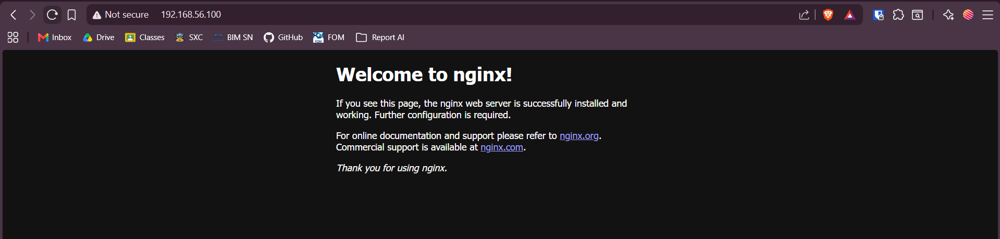 Not secure 192.168.56.100
Inbox Drive Classes SXC BIM SN GitHub FOM Report AI
Welcome to nginx!
If you see this page, the nginx web server is successfully installed and
working. Further configuration is required.
For online documentation and support please refer to nginx.org.
Commercial support is available at nginx.com.
Thank you for using nginx.